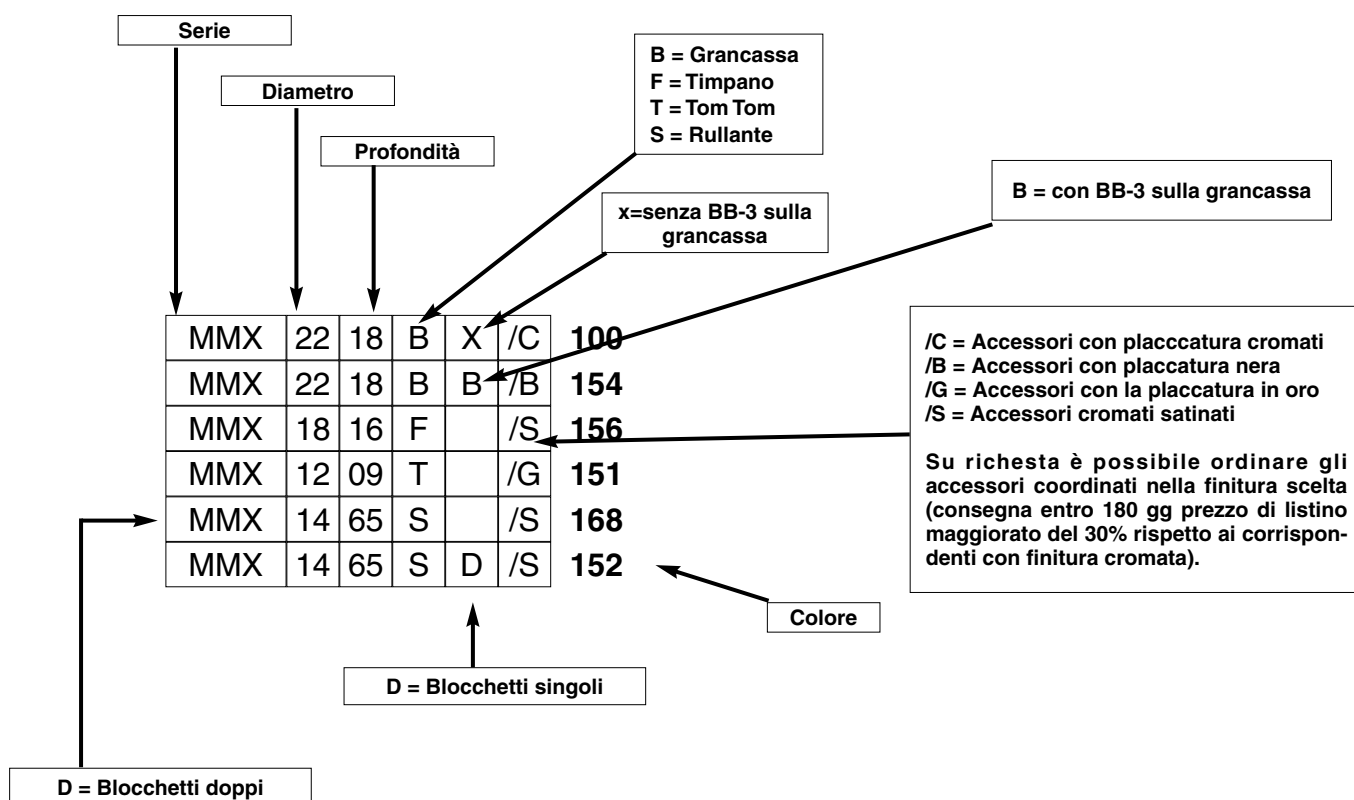 Serie
Diametro
Profondità
B = Grancassa
F = Timpano
T = Tom Tom
S = Rullante
x=senza BB-3 sulla
grancassa
B = con BB-3 sulla grancassa
MMX 22 18 B X /C 100
MMX 22 18 B B /B 154
MMX 18 16 F /S 156
MMX 12 09 T /G 151
MMX 14 65 S /S 168
MMX 14 65 S D /S 152
/C = Accessori con placccatura cromati
/B = Accessori con placcatura nera
/G = Accessori con la placcatura in oro
/S = Accessori cromati satinati
Su richesta è possibile ordinare gli
accessori coordinati nella finitura scelta
(consegna entro 180 gg prezzo di listino
maggiorato del 30% rispetto ai corrispon-
denti con finitura cromata).
Colore
D = Blocchetti singoli
D = Blocchetti doppi